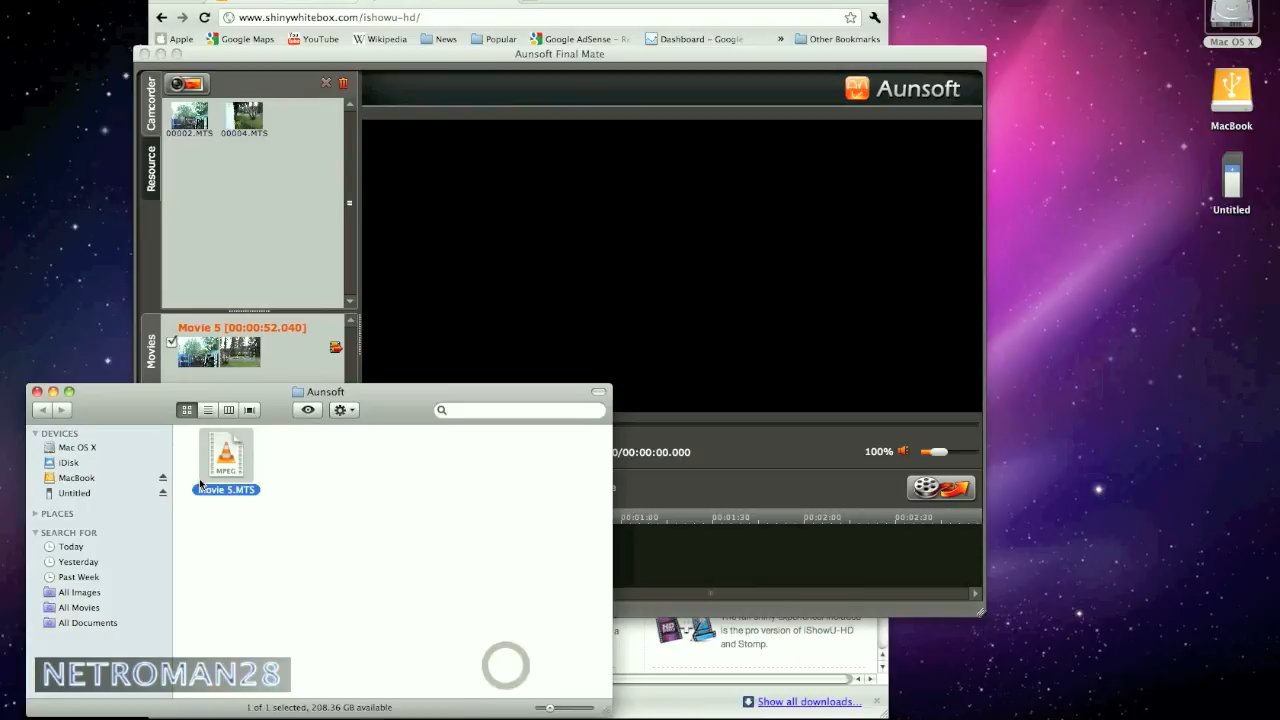 www.shinywhitebox.com/ishowu-hd/
Apple
Google Maps
YouTube
Wikipedia
News
Popular
Google AdSense - Re
Dashboard - Google
»
Other Bookmarks
Mac OS X
MacBook
Untitled
Aunsoft Final Mate
Camcorder
Resource
Movies
Aunsoft
00002.MTS
00004.MTS
Movie 5 [00:00:52.040]
0/00:00:00.000
100%
00:01:00
00:01:30
00:02:00
00:02:30
Aunsoft
DEVICES
Mac OS X
iDisk
MacBook
Untitled
PLACES
SEARCH FOR
Today
Yesterday
Past Week
All Images
All Movies
All Documents
MPEG
Movie 5.MTS
1 of 1 selected, 208.36 GB available
NETROMAN28
is the pro version of iShowU-HD
and Stomp.
Show all downloads...